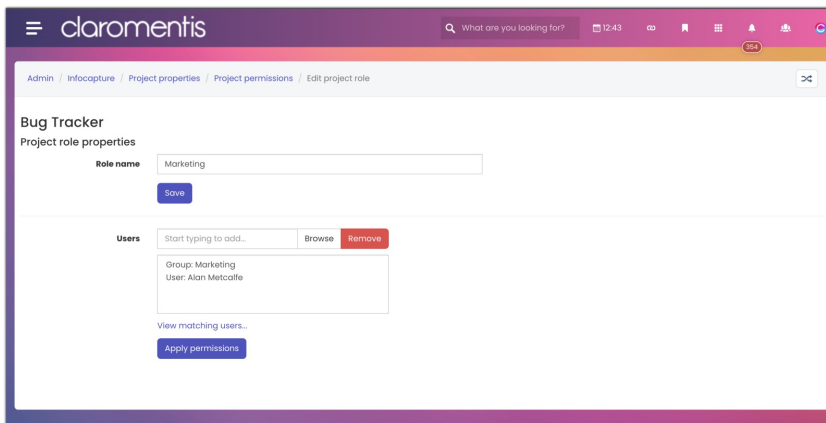 claromentis
What are you looking for?
12:43
354
Admin / Infocapture / Project properties / Project permissions / Edit project role
Bug Tracker
Project role properties
Role name
Marketing
Save
Users
Start typing to add...
Browse
Remove
Group: Marketing
User: Alan Metcalfe
View matching users...
Apply permissions